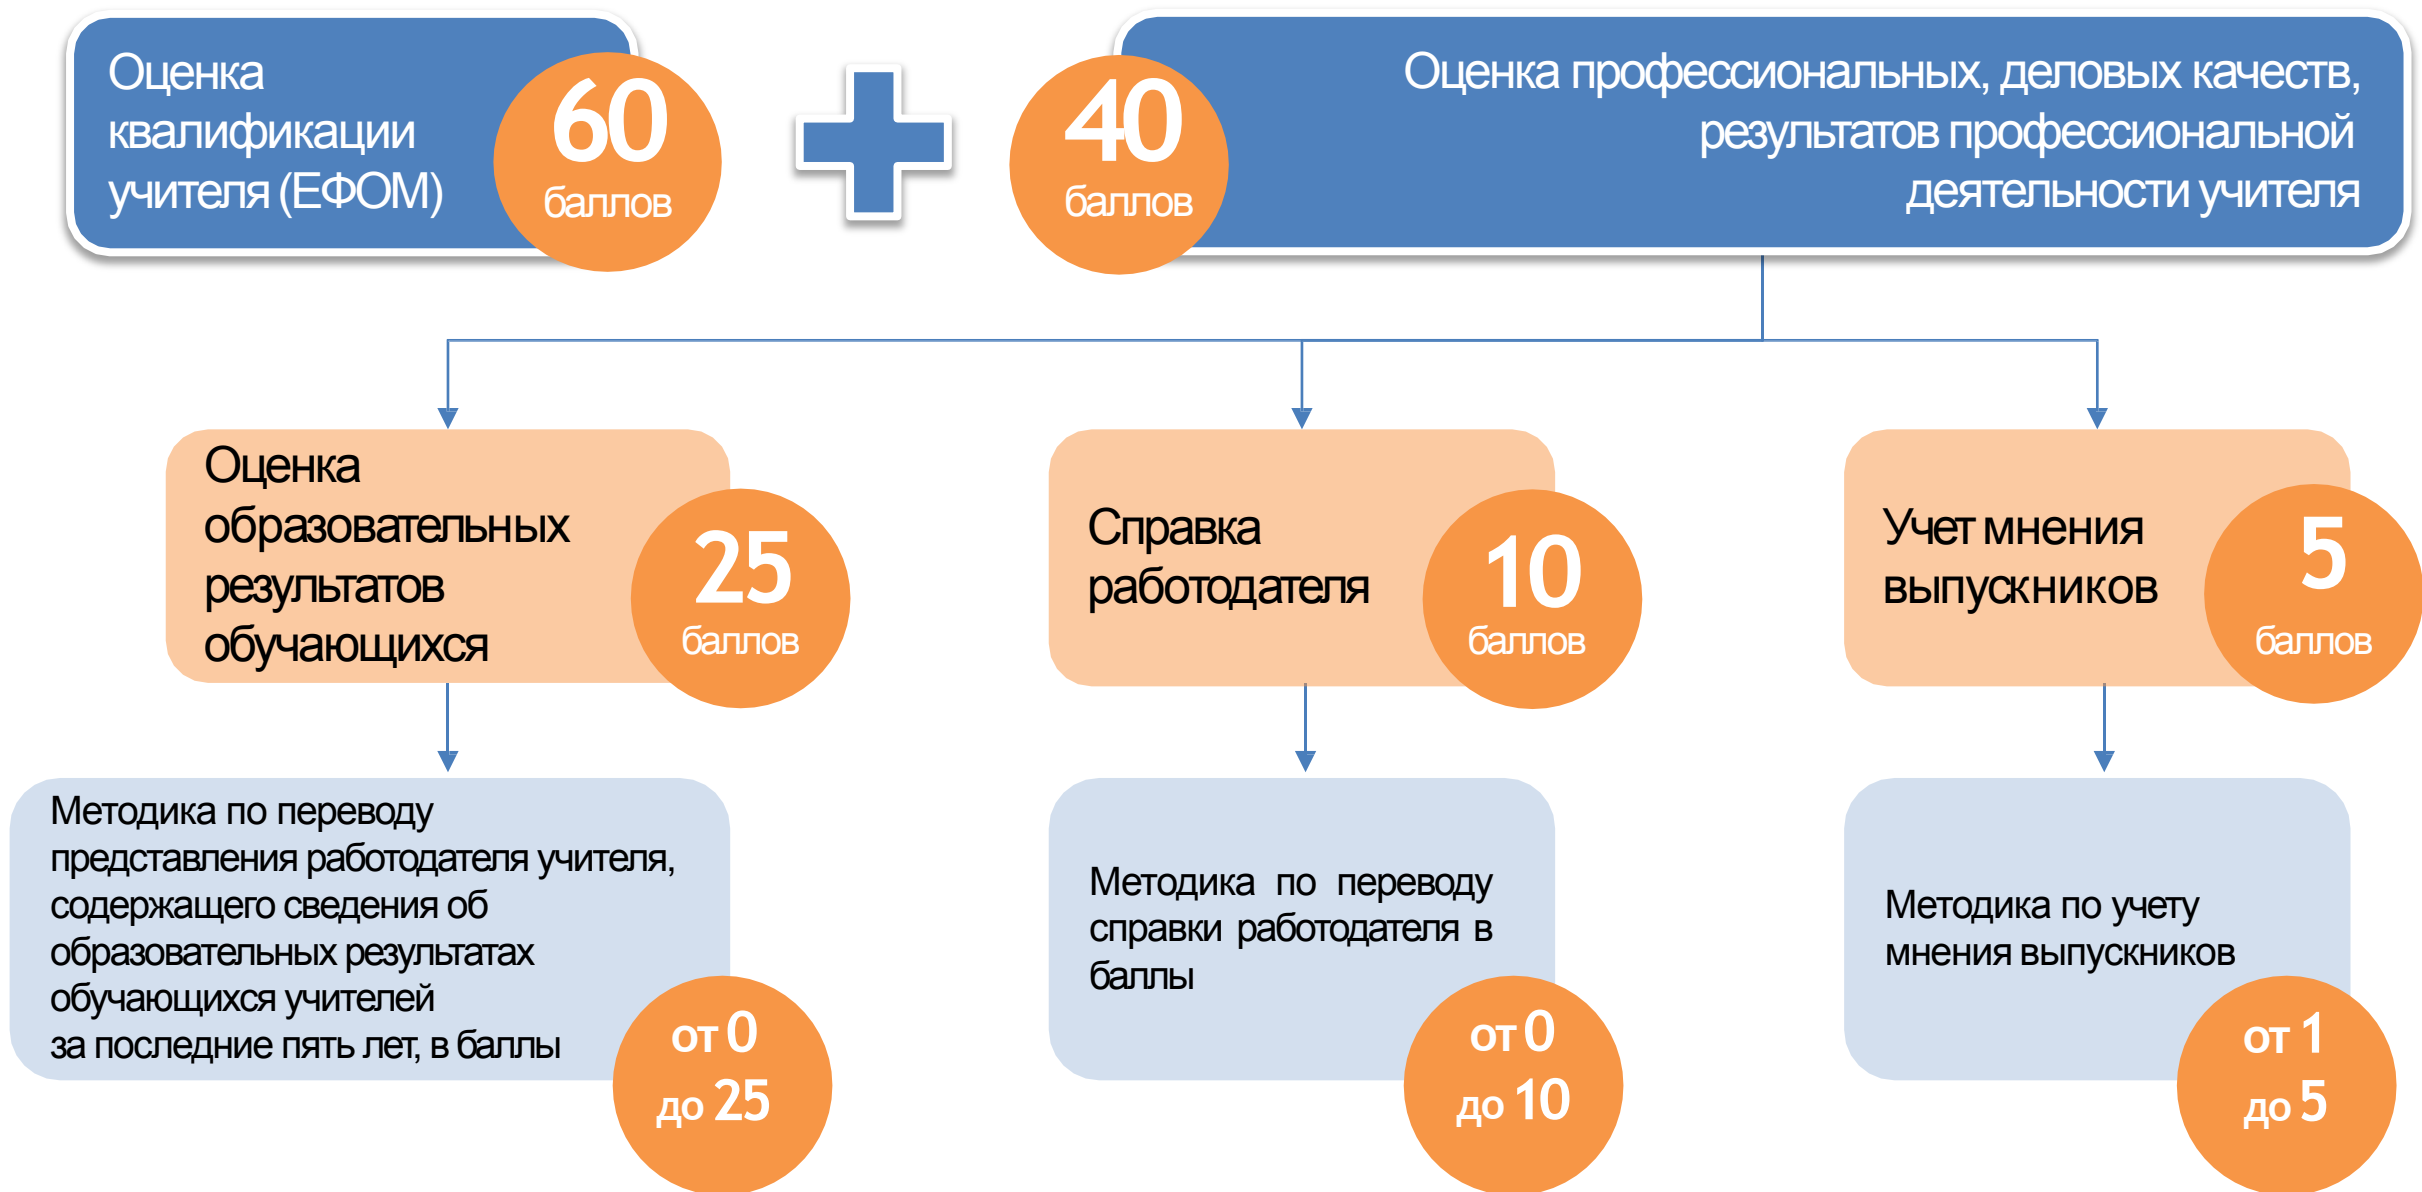 Оценка
квалификации
учителя (ЕФОМ)
60
баллов
40
баллов
Оценка профессиональных, деловых качеств,
результатов профессиональной
деятельности учителя
Оценка
образовательных
результатов
обучающихся
25
баллов
Справка
работодателя
10
баллов
Учет мнения
выпускников
5
баллов
Методика по переводу
представления работодателя учителя,
содержащего сведения об
образовательных результатах
обучающихся учителей
за последние пять лет, в баллы
от 0
до 25
Методика по переводу
справки работодателя в
баллы
от 0
до 10
Методика по учету
мнения выпускников
от 1
до 5